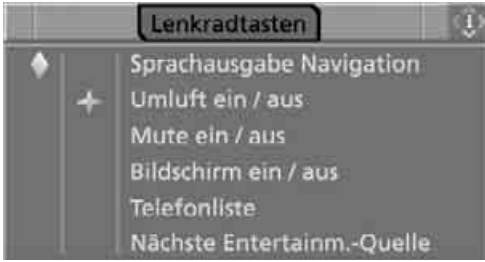 Lenkradtasten
Sprachausgabe Navigation
Umluft ein / aus
Mute ein / aus
Bildschirm ein / aus
Telefonliste
Nächste Entertainm.-Quelle